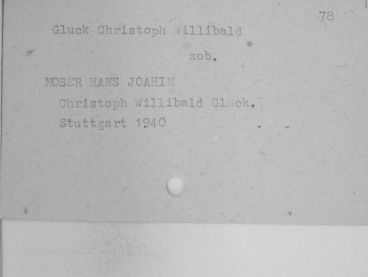 78
Gluck Christoph Willibald
zob.
MOSER HANS JOAHIM
Christoph Willibald Gluck.
Stuttgart 1940